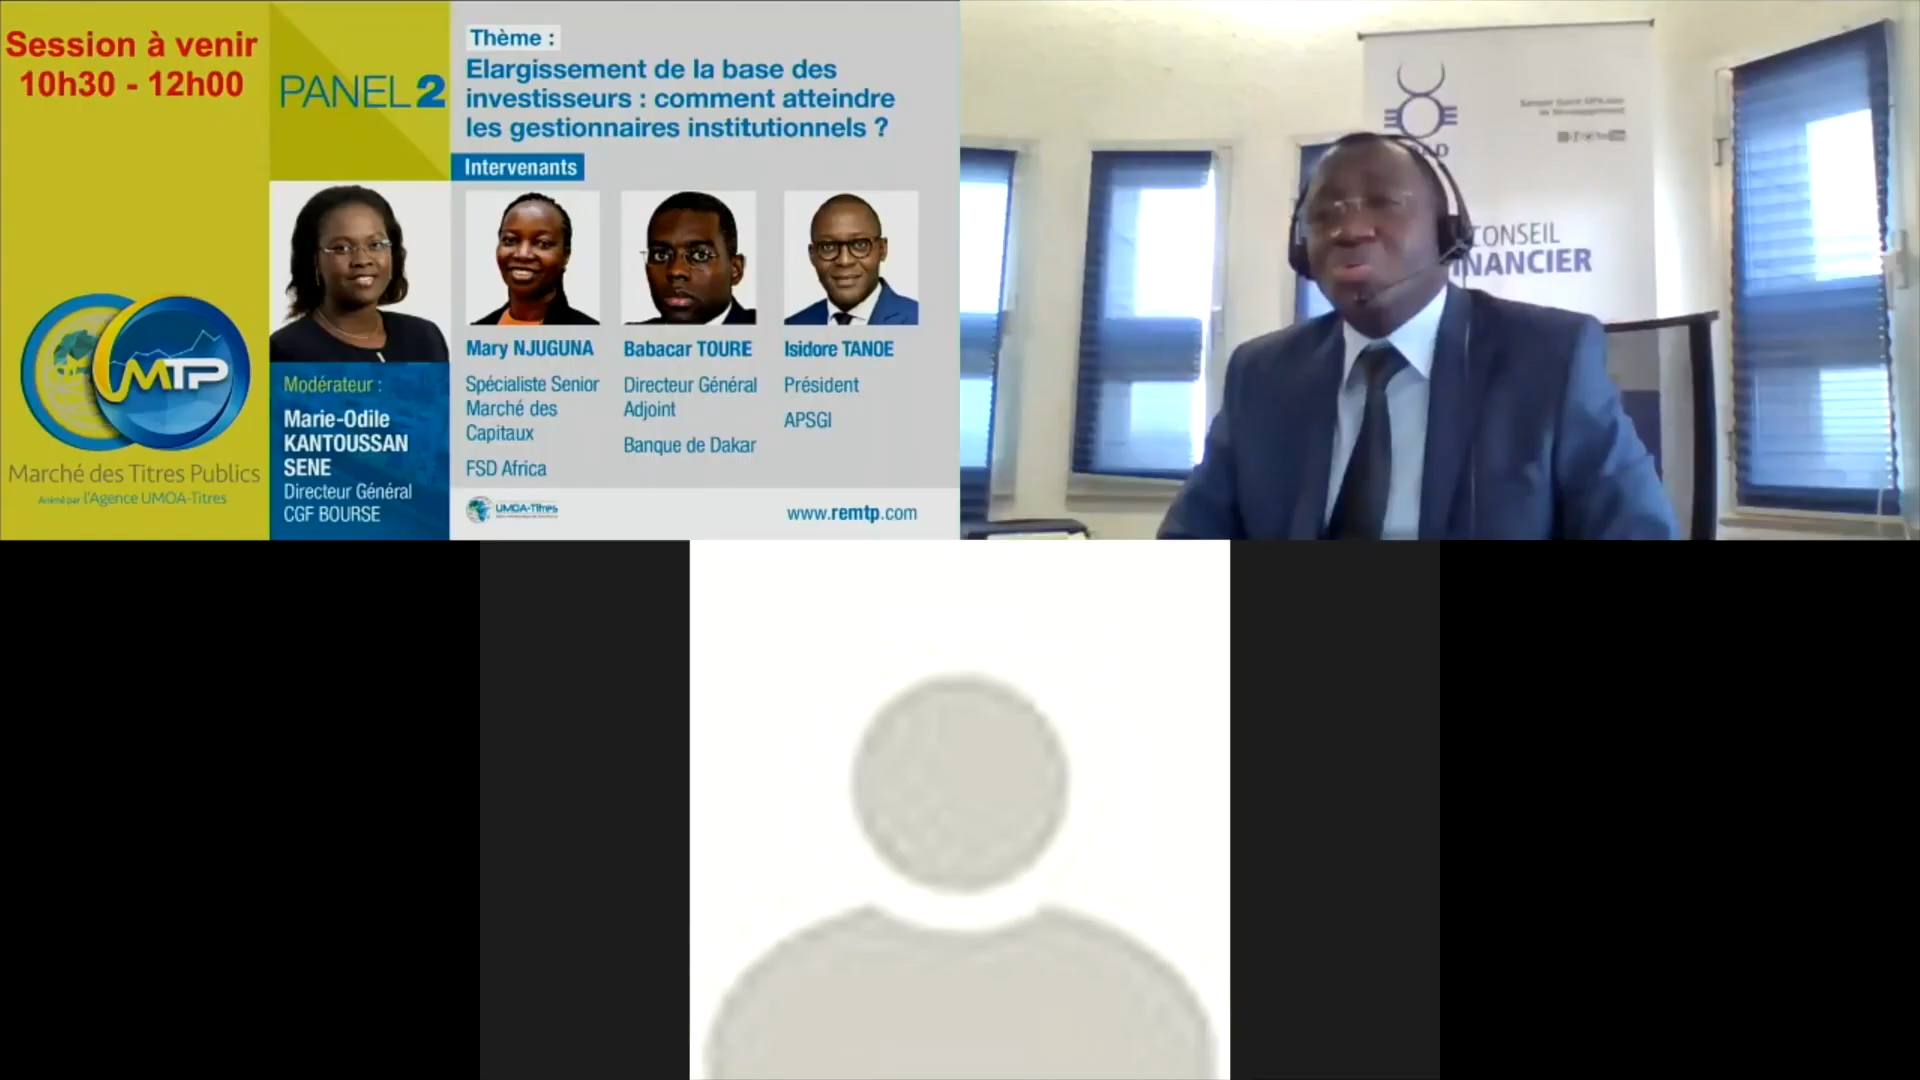 Session à venir
10h30 - 12h00
MTP
Marché des Titres Publics
Animé par l'Agence UMOA-Titres
PANEL 2
Modérateur :
Marie-Odile
KANTOUSSAN
SENE
Directeur Général
CGF BOURSE
Thème :
Elargissement de la base des
investisseurs : comment atteindre
les gestionnaires institutionnels ?
Intervenants
Mary NJUGUNA
Spécialiste Senior
Marché des
Capitaux
FSD Africa
Babacar TOURE
Directeur Général
Adjoint
Banque de Dakar
Isidore TANOE
Président
APSGI
UMOA-Titres
www.remtp.com
CONSEIL
INANCIER